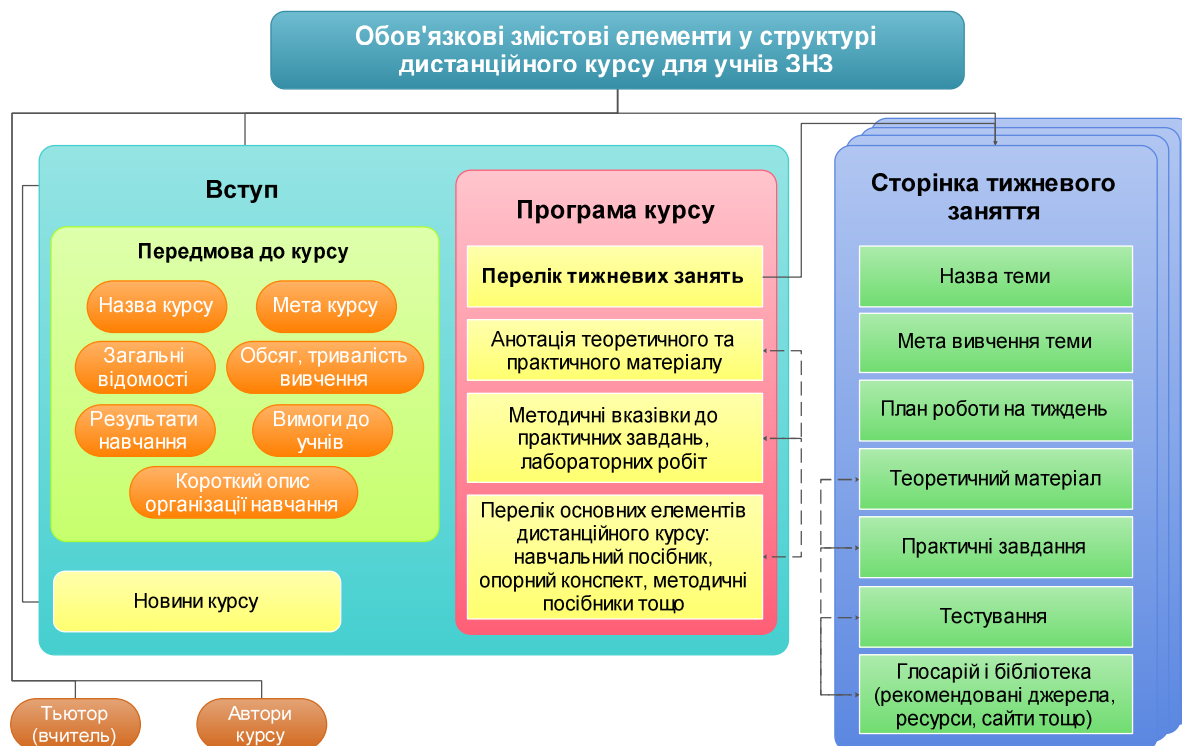 Обов'язкові змістові елементи у структурі
дистанційного курсу для учнів ЗНЗ
Вступ
Передмова до курсу
Назва курсу
Мета курсу
Загальні
відомості
Обсяг, тривалість
вивчення
Результати
навчання
Вимоги до
учнів
Короткий опис
організації навчання
Новини курсу
Програма курсу
Перелік тижневих занять
Анотація теоретичного та
практичного матеріалу
Методичні вказівки до
практичних завдань,
лабораторних робіт
Перелік основних елементів
дистанційного курсу:
навчальний посібник,
опорний конспект, методичні
посібники тощо
Сторінка тижневого
заняття
Назва теми
Мета вивчення теми
План роботи на тиждень
Теоретичний матеріал
Практичні завдання
Тестування
Глосарій і бібліотека
(рекомендовані джерела,
ресурси, сайти тощо)
Тьютор
(вчитель)
Автори
курсу